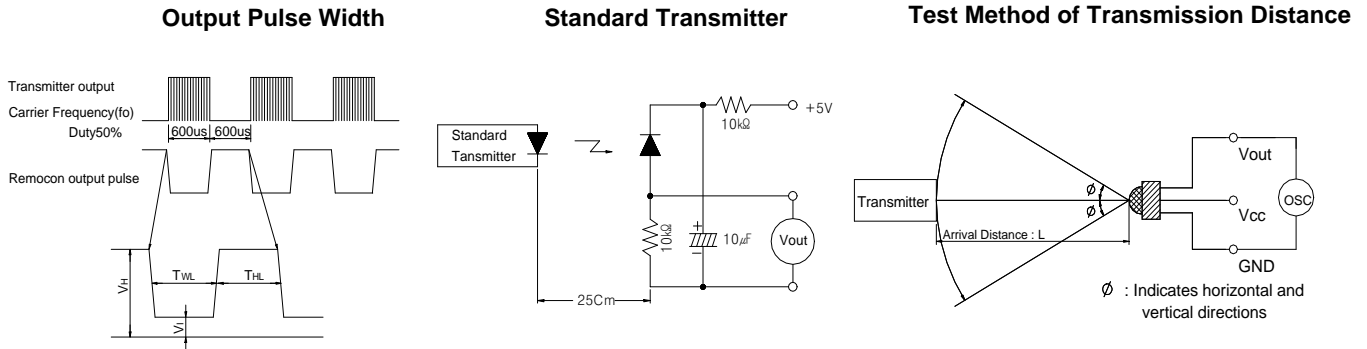 Output Pulse Width
Transmitter output
Carrier Frequency(fo)
Duty50%
600us 600us
Remocon output pulse
VH
TWL THL
VI
Standard Transmitter
10kΩ
+5V
Standard
Tansmitter
10kΩ
+
10μF
Vout
25Cm
Test Method of Transmission Distance
Vout
Transmitter
ϕ
ϕ
Vcc
OSC
Arrival Distance : L
GND
ϕ : Indicates horizontal and
vertical directions